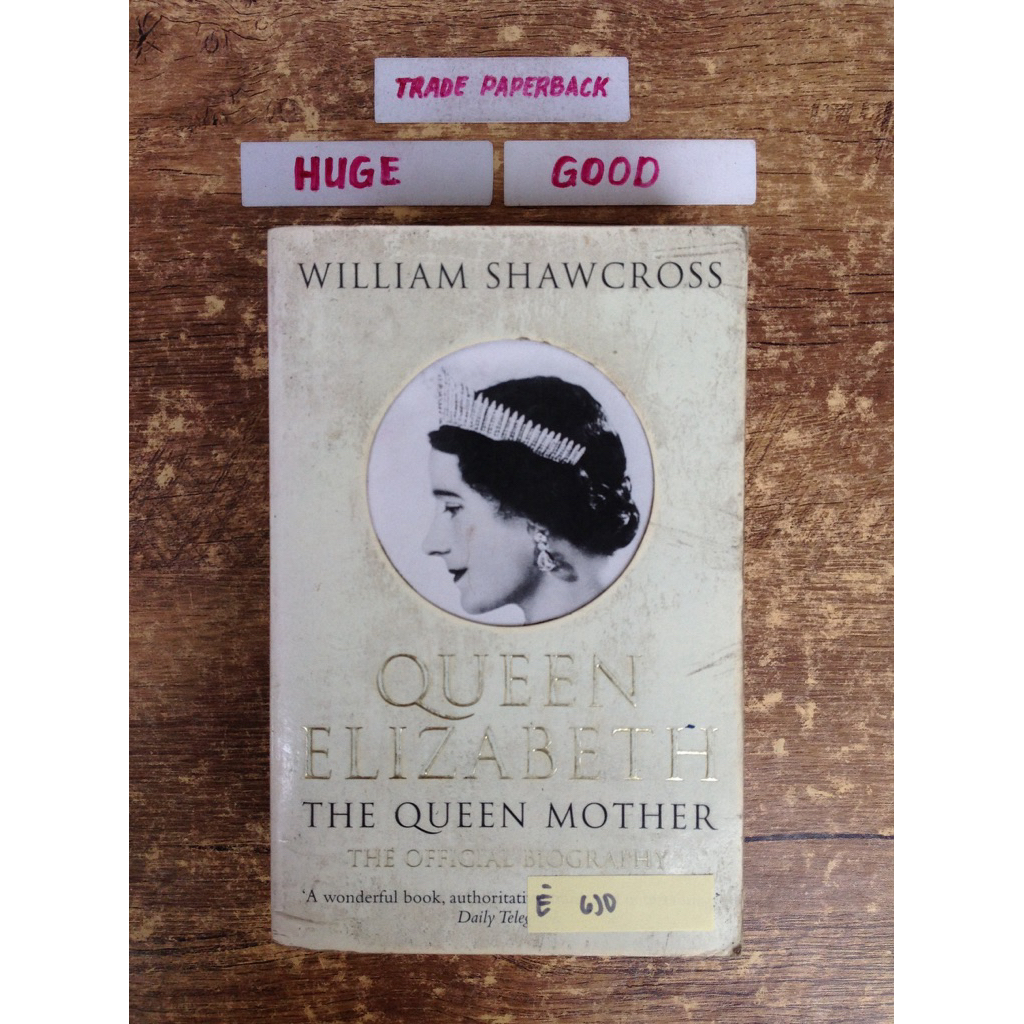 TRADE PAPERBACK
HUGE GOOD
WILLIAM SHAWCROSS
QUEEN
ELIZABETH
THE QUEEN MOTHER
THE OFFICIAL BIOGRAPHY
'A wonderful book, authoritati
Daily Teleg
E